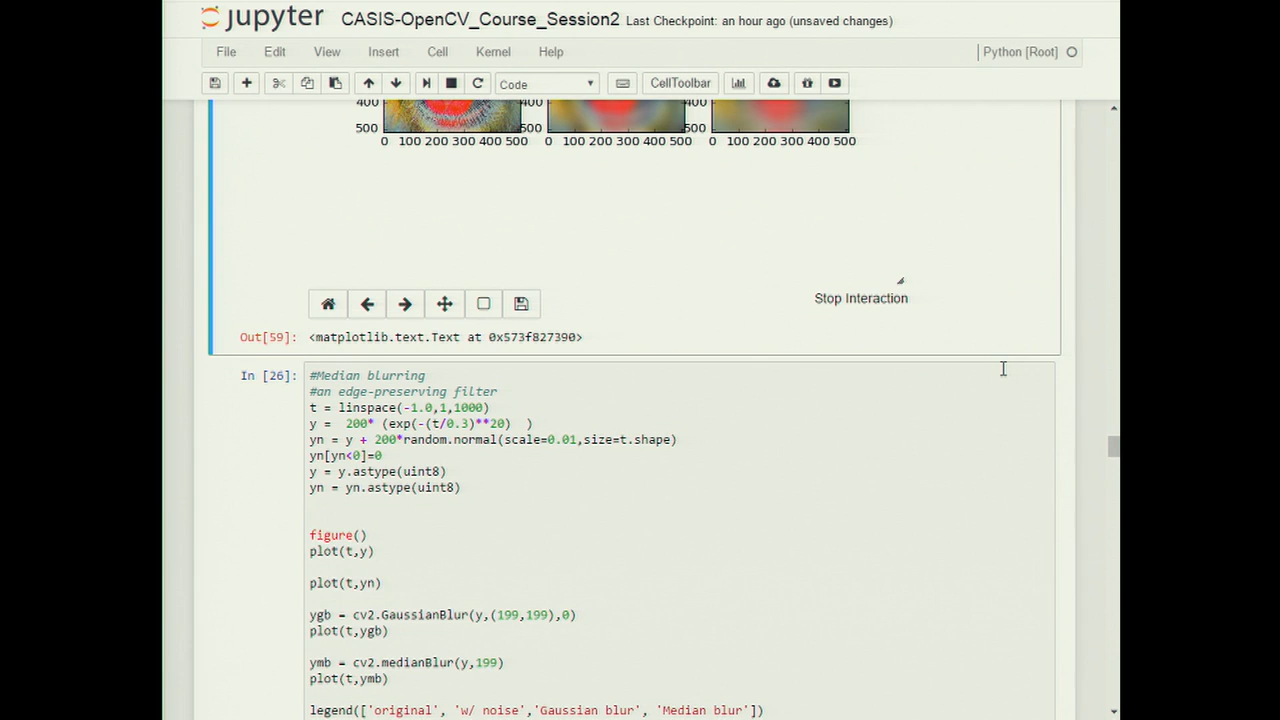 jupyter CASIS-OpenCV_Course_Session2 Last Checkpoint: an hour ago (unsaved changes)
File Edit View Insert Cell Kernel Help Python [Root]
Code CellToolbar
400 400 400
500 500 500
0 100 200 300 400 500 0 100 200 300 400 500 0 100 200 300 400 500
Stop Interaction
Out[59]: <matplotlib.text.Text at 0x573f827390>
In [26]: #Median blurring
#an edge-preserving filter
t = linspace(-1.0,1,1000)
y =  200* (exp(-(t/0.3)**20)  )
yn = y + 200*random.normal(scale=0.01,size=t.shape)
yn[yn<0]=0
y = y.astype(uint8)
yn = yn.astype(uint8)
figure()
plot(t,y)
plot(t,yn)
ygb = cv2.GaussianBlur(y,(199,199),0)
plot(t,ygb)
ymb = cv2.medianBlur(y,199)
plot(t,ymb)
legend(['original', 'w/ noise','Gaussian blur', 'Median blur'])